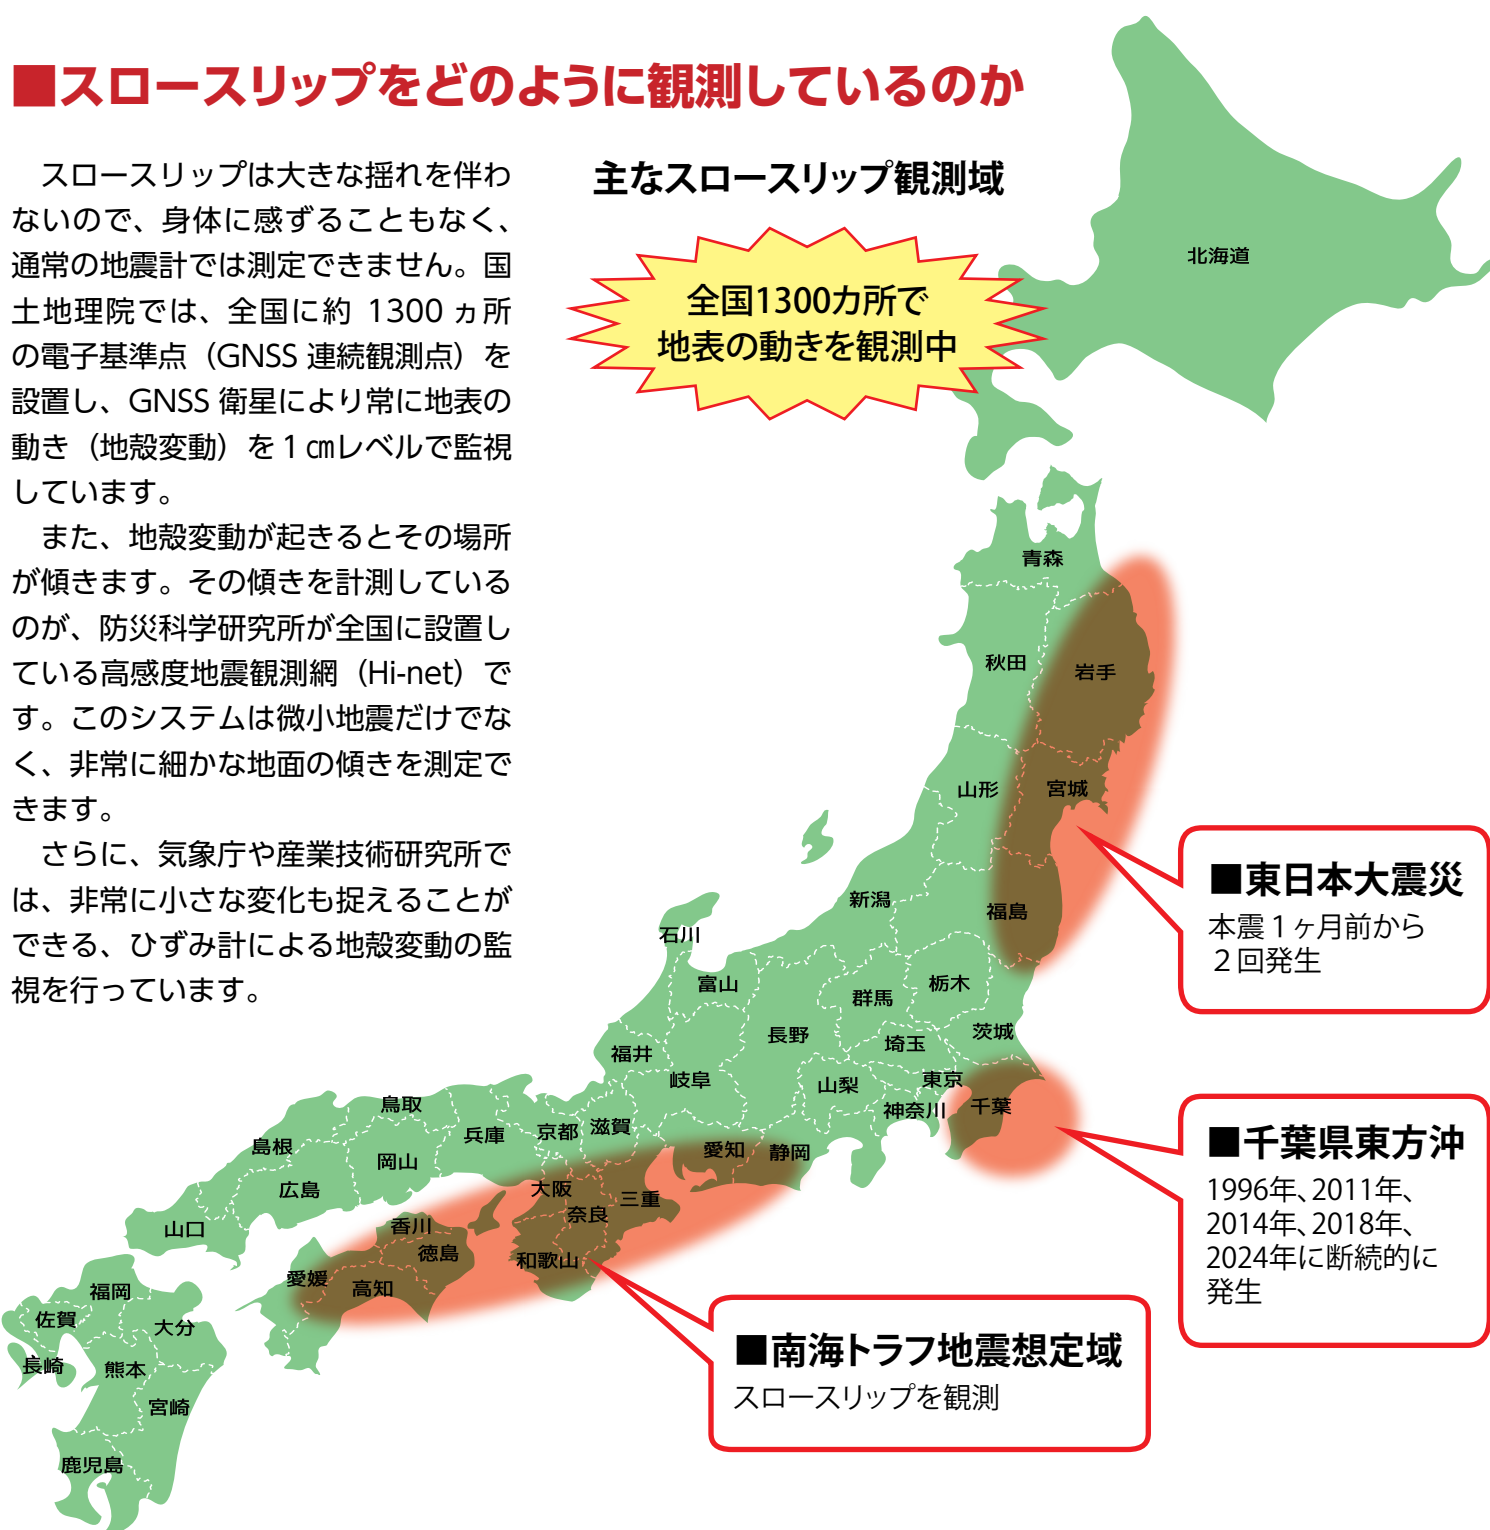 ■スロースリップをどのように観測しているのか
　スロースリップは大きな揺れを伴わ
ないので、身体に感ずることもなく、
通常の地震計では測定できません。国
土地理院では、全国に約 1300 ヵ所
の電子基準点（GNSS 連続観測点）を
設置し、GNSS 衛星により常に地表の
動き（地殻変動）を１㎝レベルで監視
しています。
　また、地殻変動が起きるとその場所
が傾きます。その傾きを計測している
のが、防災科学研究所が全国に設置し
ている高感度地震観測網（Hi-net）で
す。このシステムは微小地震だけでな
く、非常に細かな地面の傾きを測定で
きます。
　さらに、気象庁や産業技術研究所で
は、非常に小さな変化も捉えることが
できる、ひずみ計による地殻変動の監
視を行っています。
主なスロースリップ観測域
全国1300カ所で
地表の動きを観測中
北海道
青森
秋田
岩手
山形
宮城
新潟
福島
石川
富山
群馬
栃木
長野
埼玉
茨城
福井
岐阜
山梨
東京
神奈川
千葉
鳥取
兵庫
京都
滋賀
島根
岡山
愛知
静岡
広島
大阪
奈良
三重
山口
香川
徳島
和歌山
愛媛
高知
福岡
佐賀
大分
長崎
熊本
宮崎
鹿児島
■東日本大震災
本震１ヶ月前から
２回発生
■千葉県東方沖
1996年、2011年、
2014年、2018年、
2024年に断続的に
発生
■南海トラフ地震想定域
スロースリップを観測